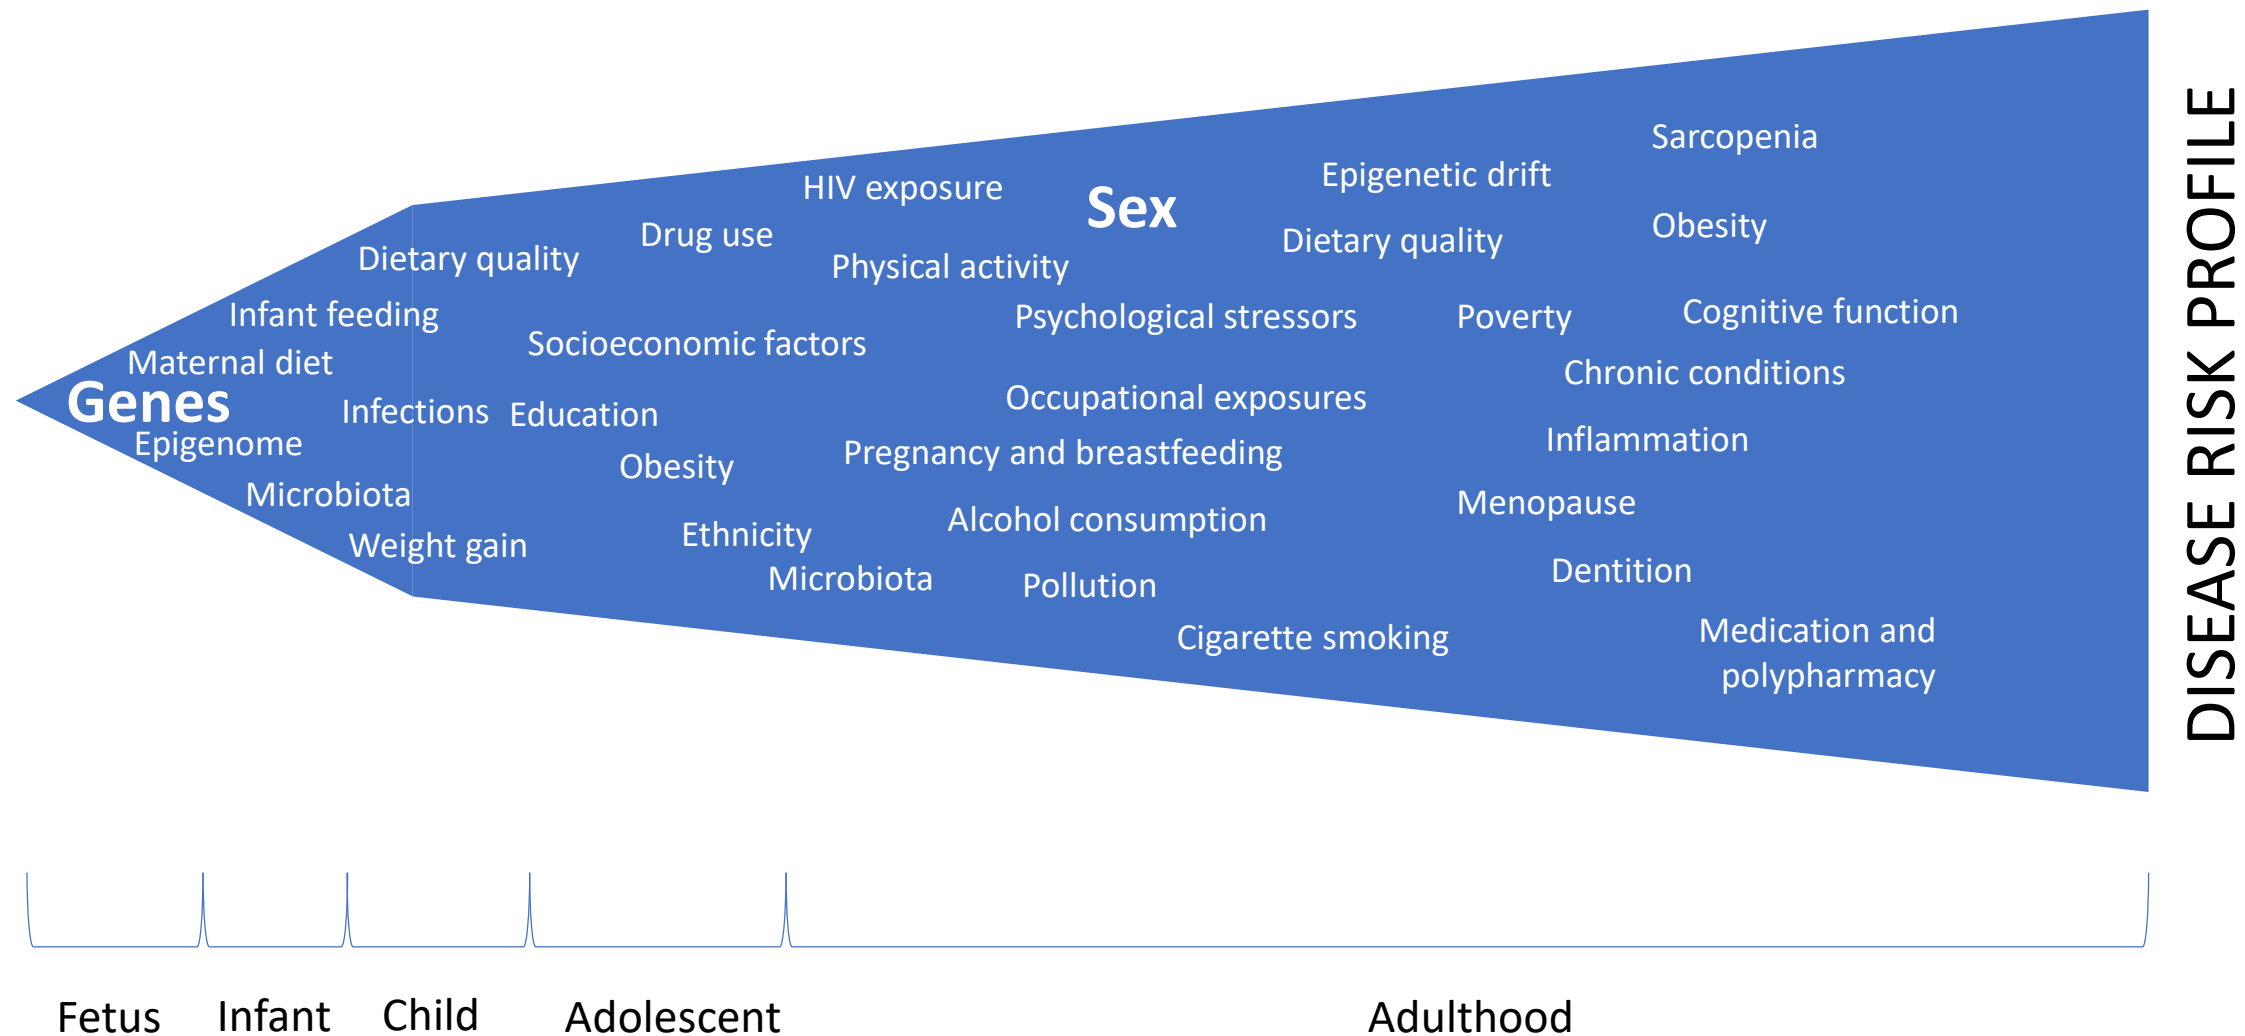 Sarcopenia
Epigenetic drift
HIV exposure
Sex
Obesity
Drug use
Dietary quality
Dietary quality
Physical activity
Infant feeding
Psychological stressors
Poverty
Cognitive function
Socioeconomic factors
Maternal diet
Chronic conditions
Genes
Occupational exposures
Infections
Education
Epigenome
Inflammation
Pregnancy and breastfeeding
Obesity
Microbiota
Menopause
Alcohol consumption
Ethnicity
Weight gain
Dentition
Microbiota
Pollution
Cigarette smoking
Medication and
polypharmacy
DISEASE RISK PROFILE
Fetus
Infant
Child
Adolescent
Adulthood